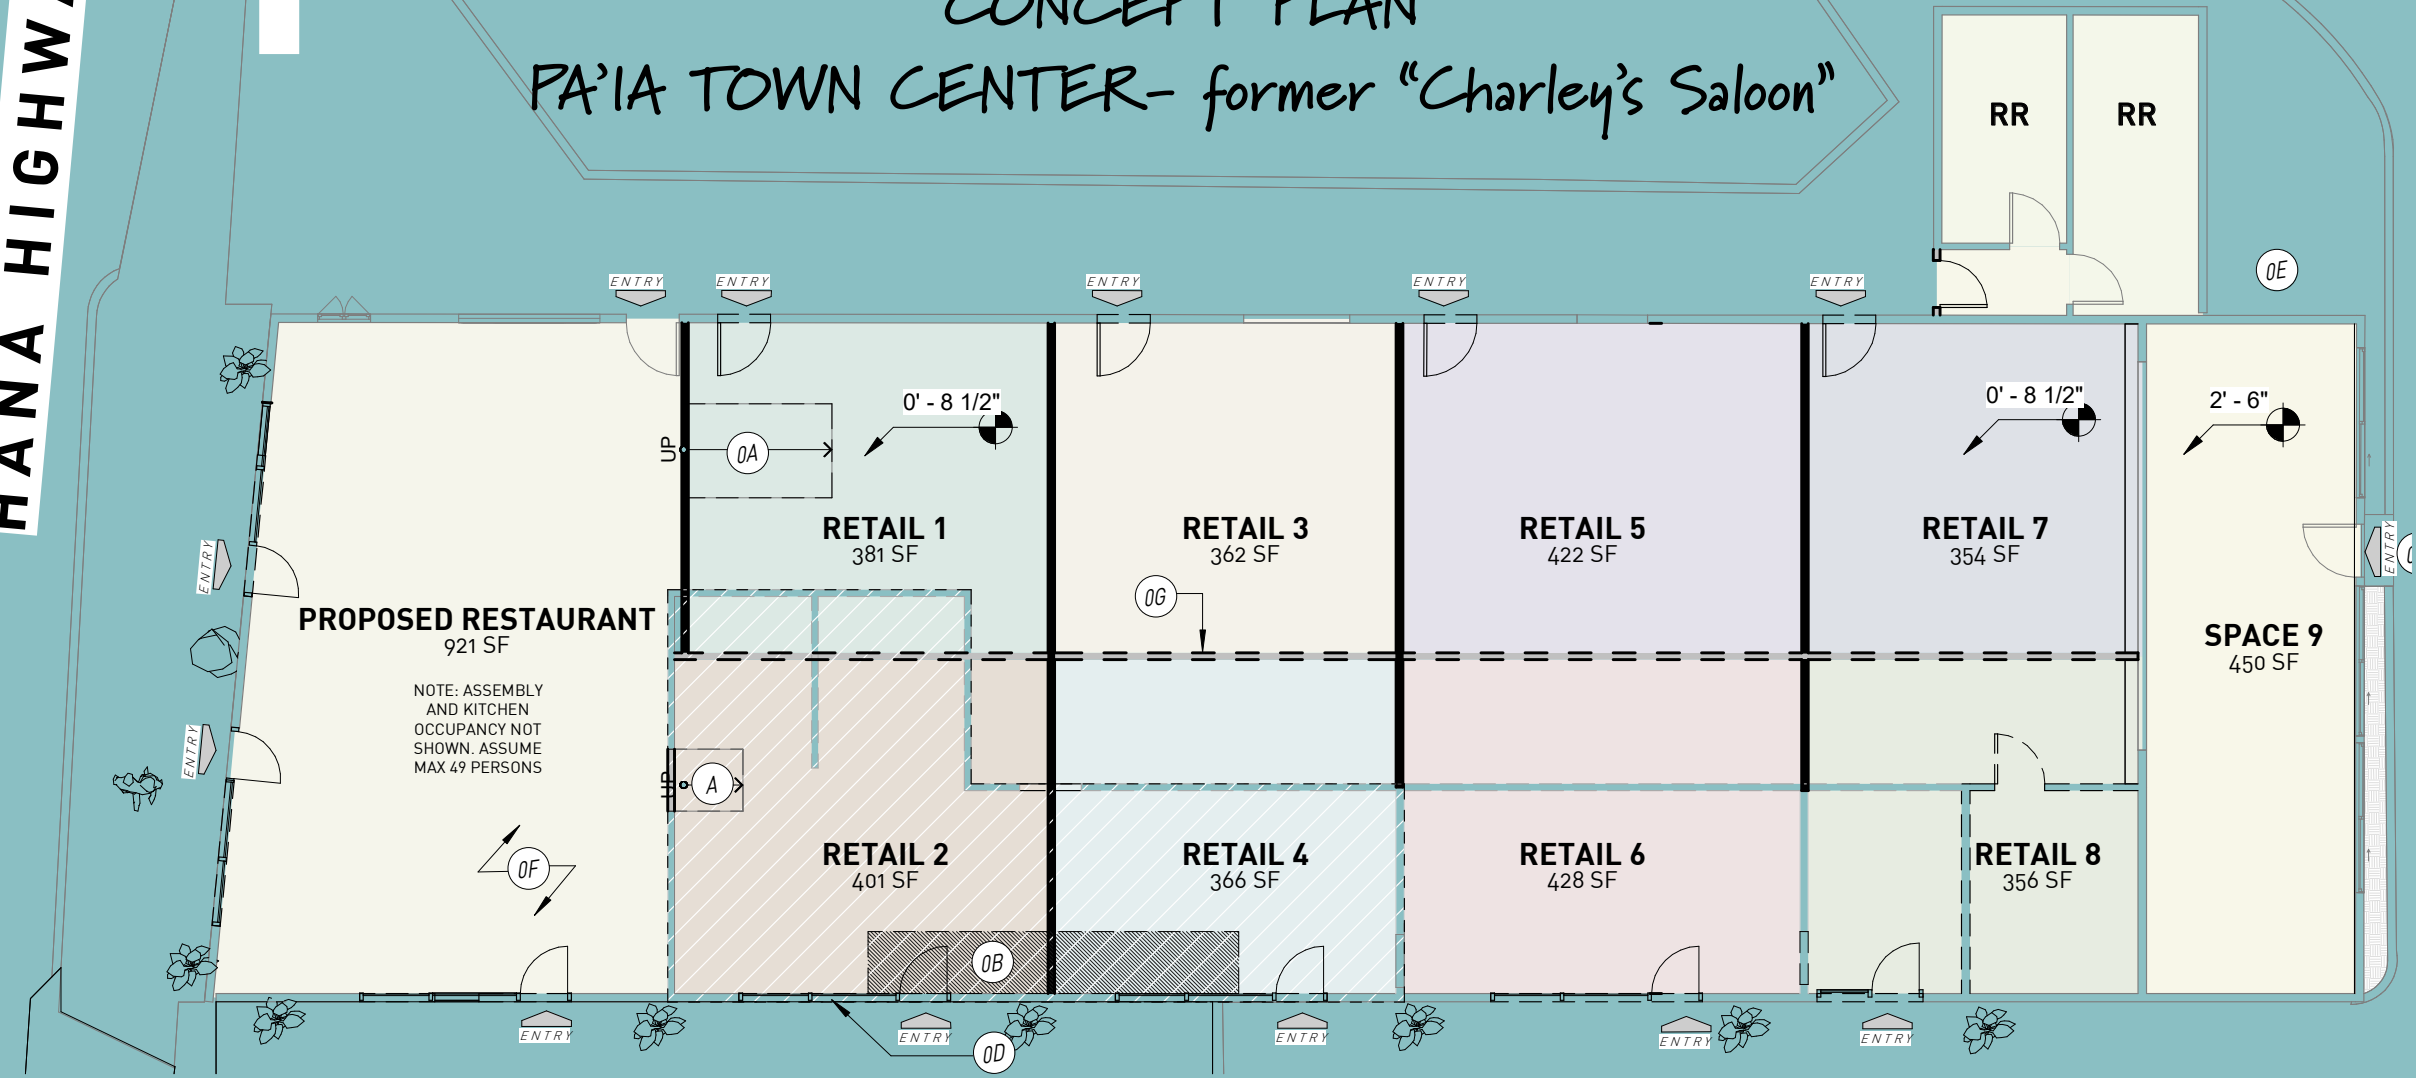 CONCEPT PLAN
PA'IA TOWN CENTER- former "Charley's Saloon"
HANA HIGHWA
RR
RR
0E
ENTRY
ENTRY
ENTRY
ENTRY
ENTRY
0' - 8 1/2"
0' - 8 1/2"
2' - 6"
UP
0A
RETAIL 1
381 SF
RETAIL 3
362 SF
RETAIL 5
422 SF
RETAIL 7
354 SF
ENTRY
ENTRY
0G
PROPOSED RESTAURANT
921 SF
SPACE 9
450 SF
NOTE: ASSEMBLY
AND KITCHEN
OCCUPANCY NOT
SHOWN. ASSUME
MAX 49 PERSONS
ENTRY
UP
A
RETAIL 2
401 SF
RETAIL 4
366 SF
RETAIL 6
428 SF
RETAIL 8
356 SF
0F
0B
ENTRY
ENTRY
ENTRY
ENTRY
ENTRY
0D